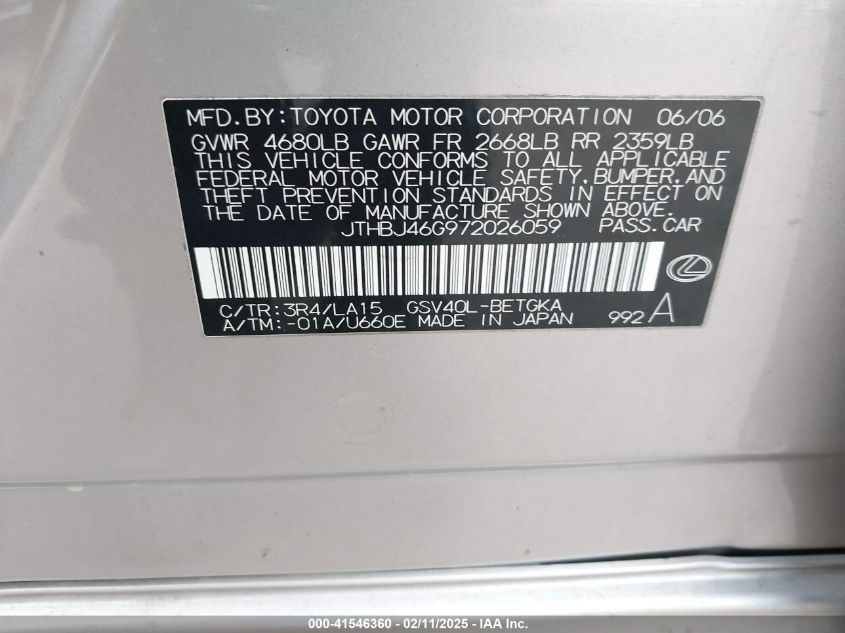 MFD.BY:TOYOTA MOTOR CORPORATION 06/06
GVWR 4680LB GAWR FR 2668LB RR 2359LB
THIS VEHICLE CONFORMS TO ALL APPLICABLE
FEDERAL MOTOR VEHICLE SAFETY,BUMPER,AND
THEFT PREVENTION STANDARDS IN EFFECT ON
THE DATE OF MANUFACTURE SHOWN ABOVE.
JTHBJ46G972026059 PASS.CAR
C/TR:3R4/LA15 GSV40L-BETGKA
A/TM:-01A/U660E MADE IN JAPAN 992 A
000-41546360 - 02/11/2025 - IAA Inc.